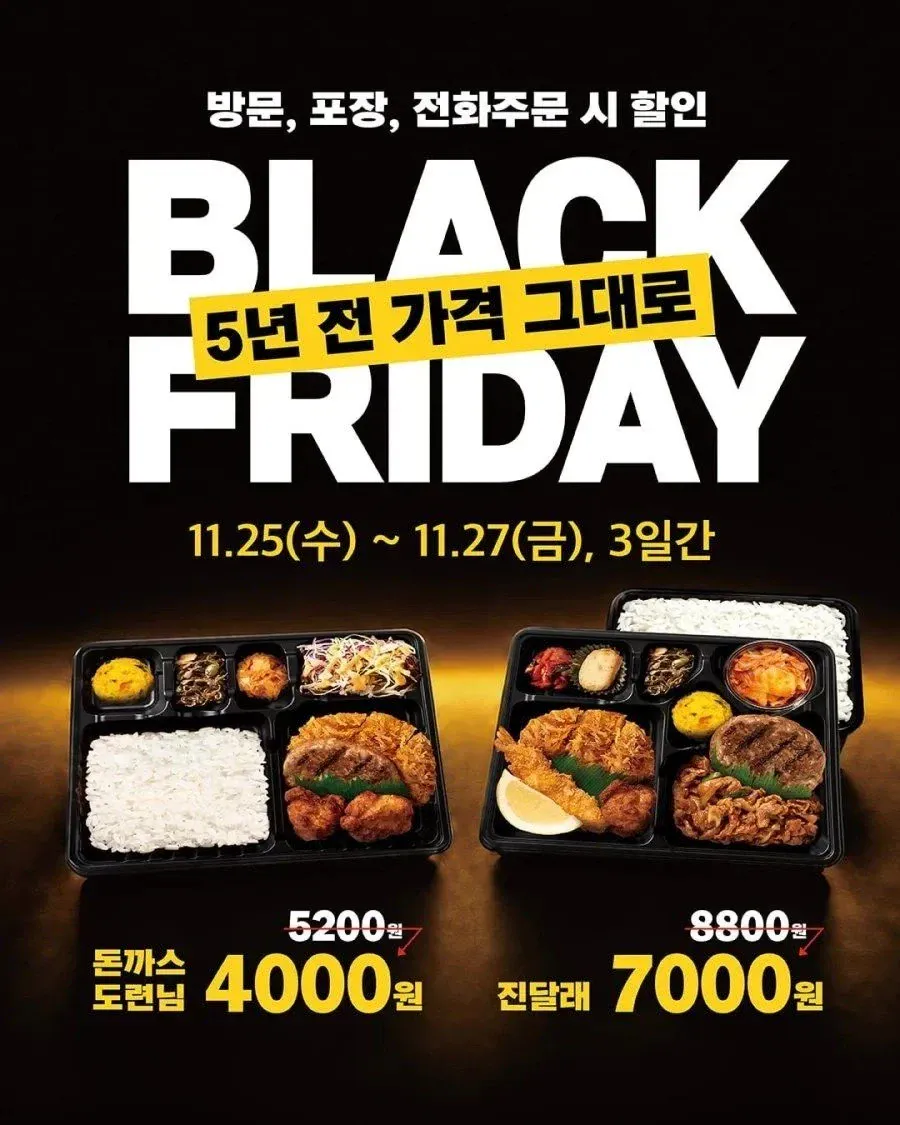 방문, 포장, 전화주문 시 할인
BLACK
5년 전 가격 그대로
FRIDAY
11.25(수) ~ 11.27(금), 3일간
5200원
돈까스
도련님 4000원
8800원
진달래 7000원